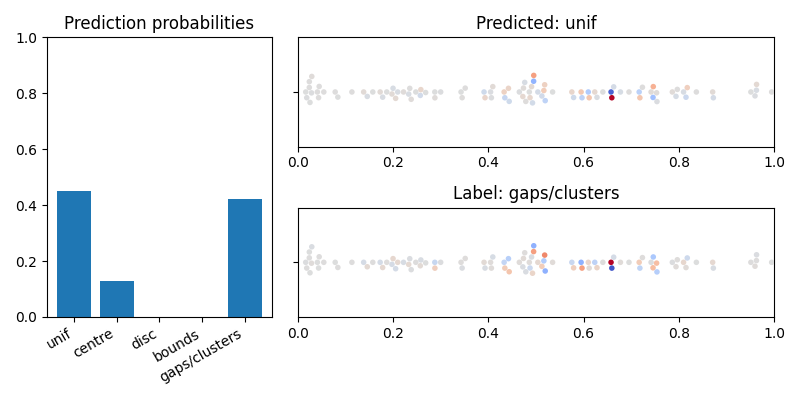 Prediction probabilities
1.0
0.8
0.6
0.4
0.2
0.0
unif
centre
disc
bounds
gaps/clusters
Predicted: unif
0.0 0.2 0.4 0.6 0.8 1.0
Label: gaps/clusters
0.0 0.2 0.4 0.6 0.8 1.0